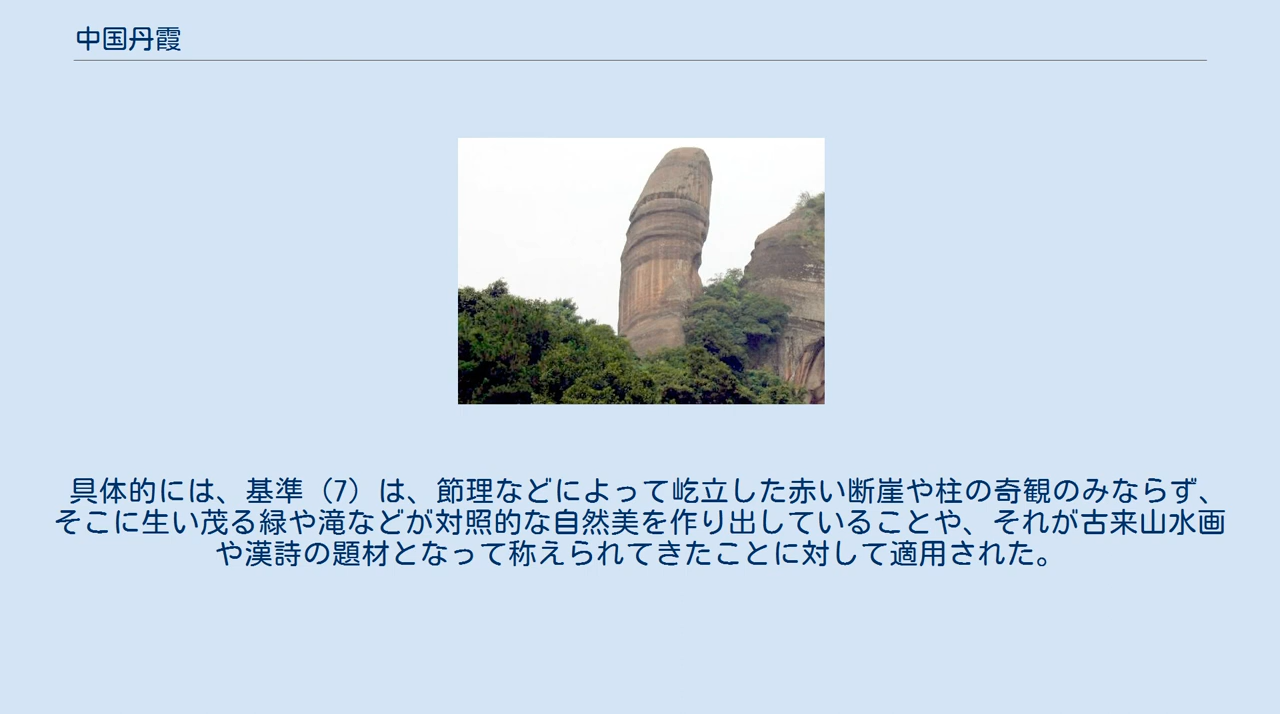 中国丹霞
具体的には、基準（7）は、節理などによって屹立した赤い断崖や柱の奇観のみならず、
そこに生い茂る緑や滝などが対照的な自然美を作り出していることや、それが古来山水画
や漢詩の題材となって称えられてきたことに対して適用された。